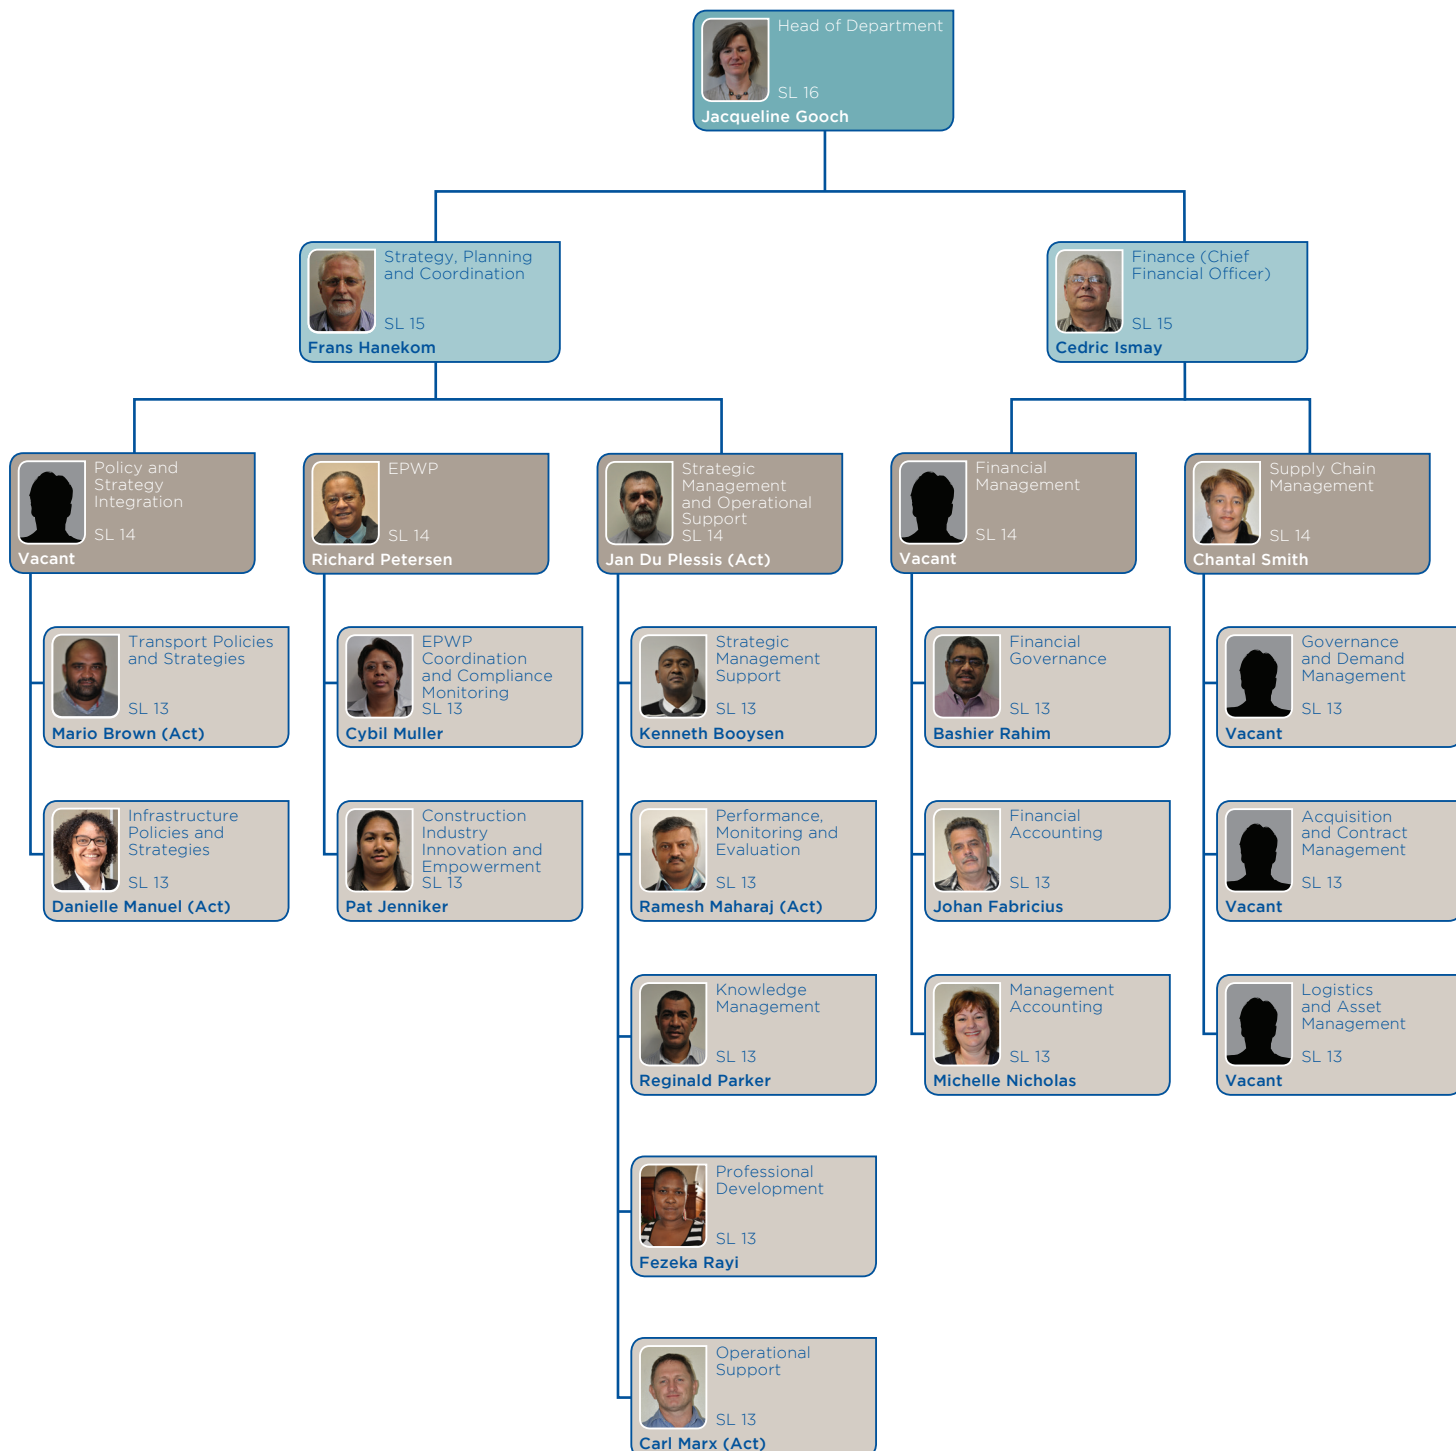 Head of Department
SL 16
Jacqueline Gooch
Strategy, Planning
and Coordination
SL 15
Frans Hanekom
Finance (Chief
Financial Officer)
SL 15
Cedric Ismay
Policy and
Strategy
Integration
SL 14
Vacant
EPWP
SL 14
Richard Petersen
Strategic
Management
and Operational
Support
SL 14
Jan Du Plessis (Act)
Financial
Management
SL 14
Vacant
Supply Chain
Management
SL 14
Chantal Smith
Transport Policies
and Strategies
SL 13
Mario Brown (Act)
EPWP
Coordination
and Compliance
Monitoring
SL 13
Cybil Muller
Strategic
Management
Support
SL 13
Kenneth Booysen
Financial
Governance
SL 13
Bashier Rahim
Governance
and Demand
Management
SL 13
Vacant
Infrastructure
Policies and
Strategies
SL 13
Danielle Manuel (Act)
Construction
Industry
Innovation and
Empowerment
SL 13
Pat Jenniker
Performance,
Monitoring and
Evaluation
SL 13
Ramesh Maharaj (Act)
Financial
Accounting
SL 13
Johan Fabricius
Acquisition
and Contract
Management
SL 13
Vacant
Knowledge
Management
SL 13
Reginald Parker
Management
Accounting
SL 13
Michelle Nicholas
Logistics
and Asset
Management
SL 13
Vacant
Professional
Development
SL 13
Fezeka Rayi
Operational
Support
SL 13
Carl Marx (Act)